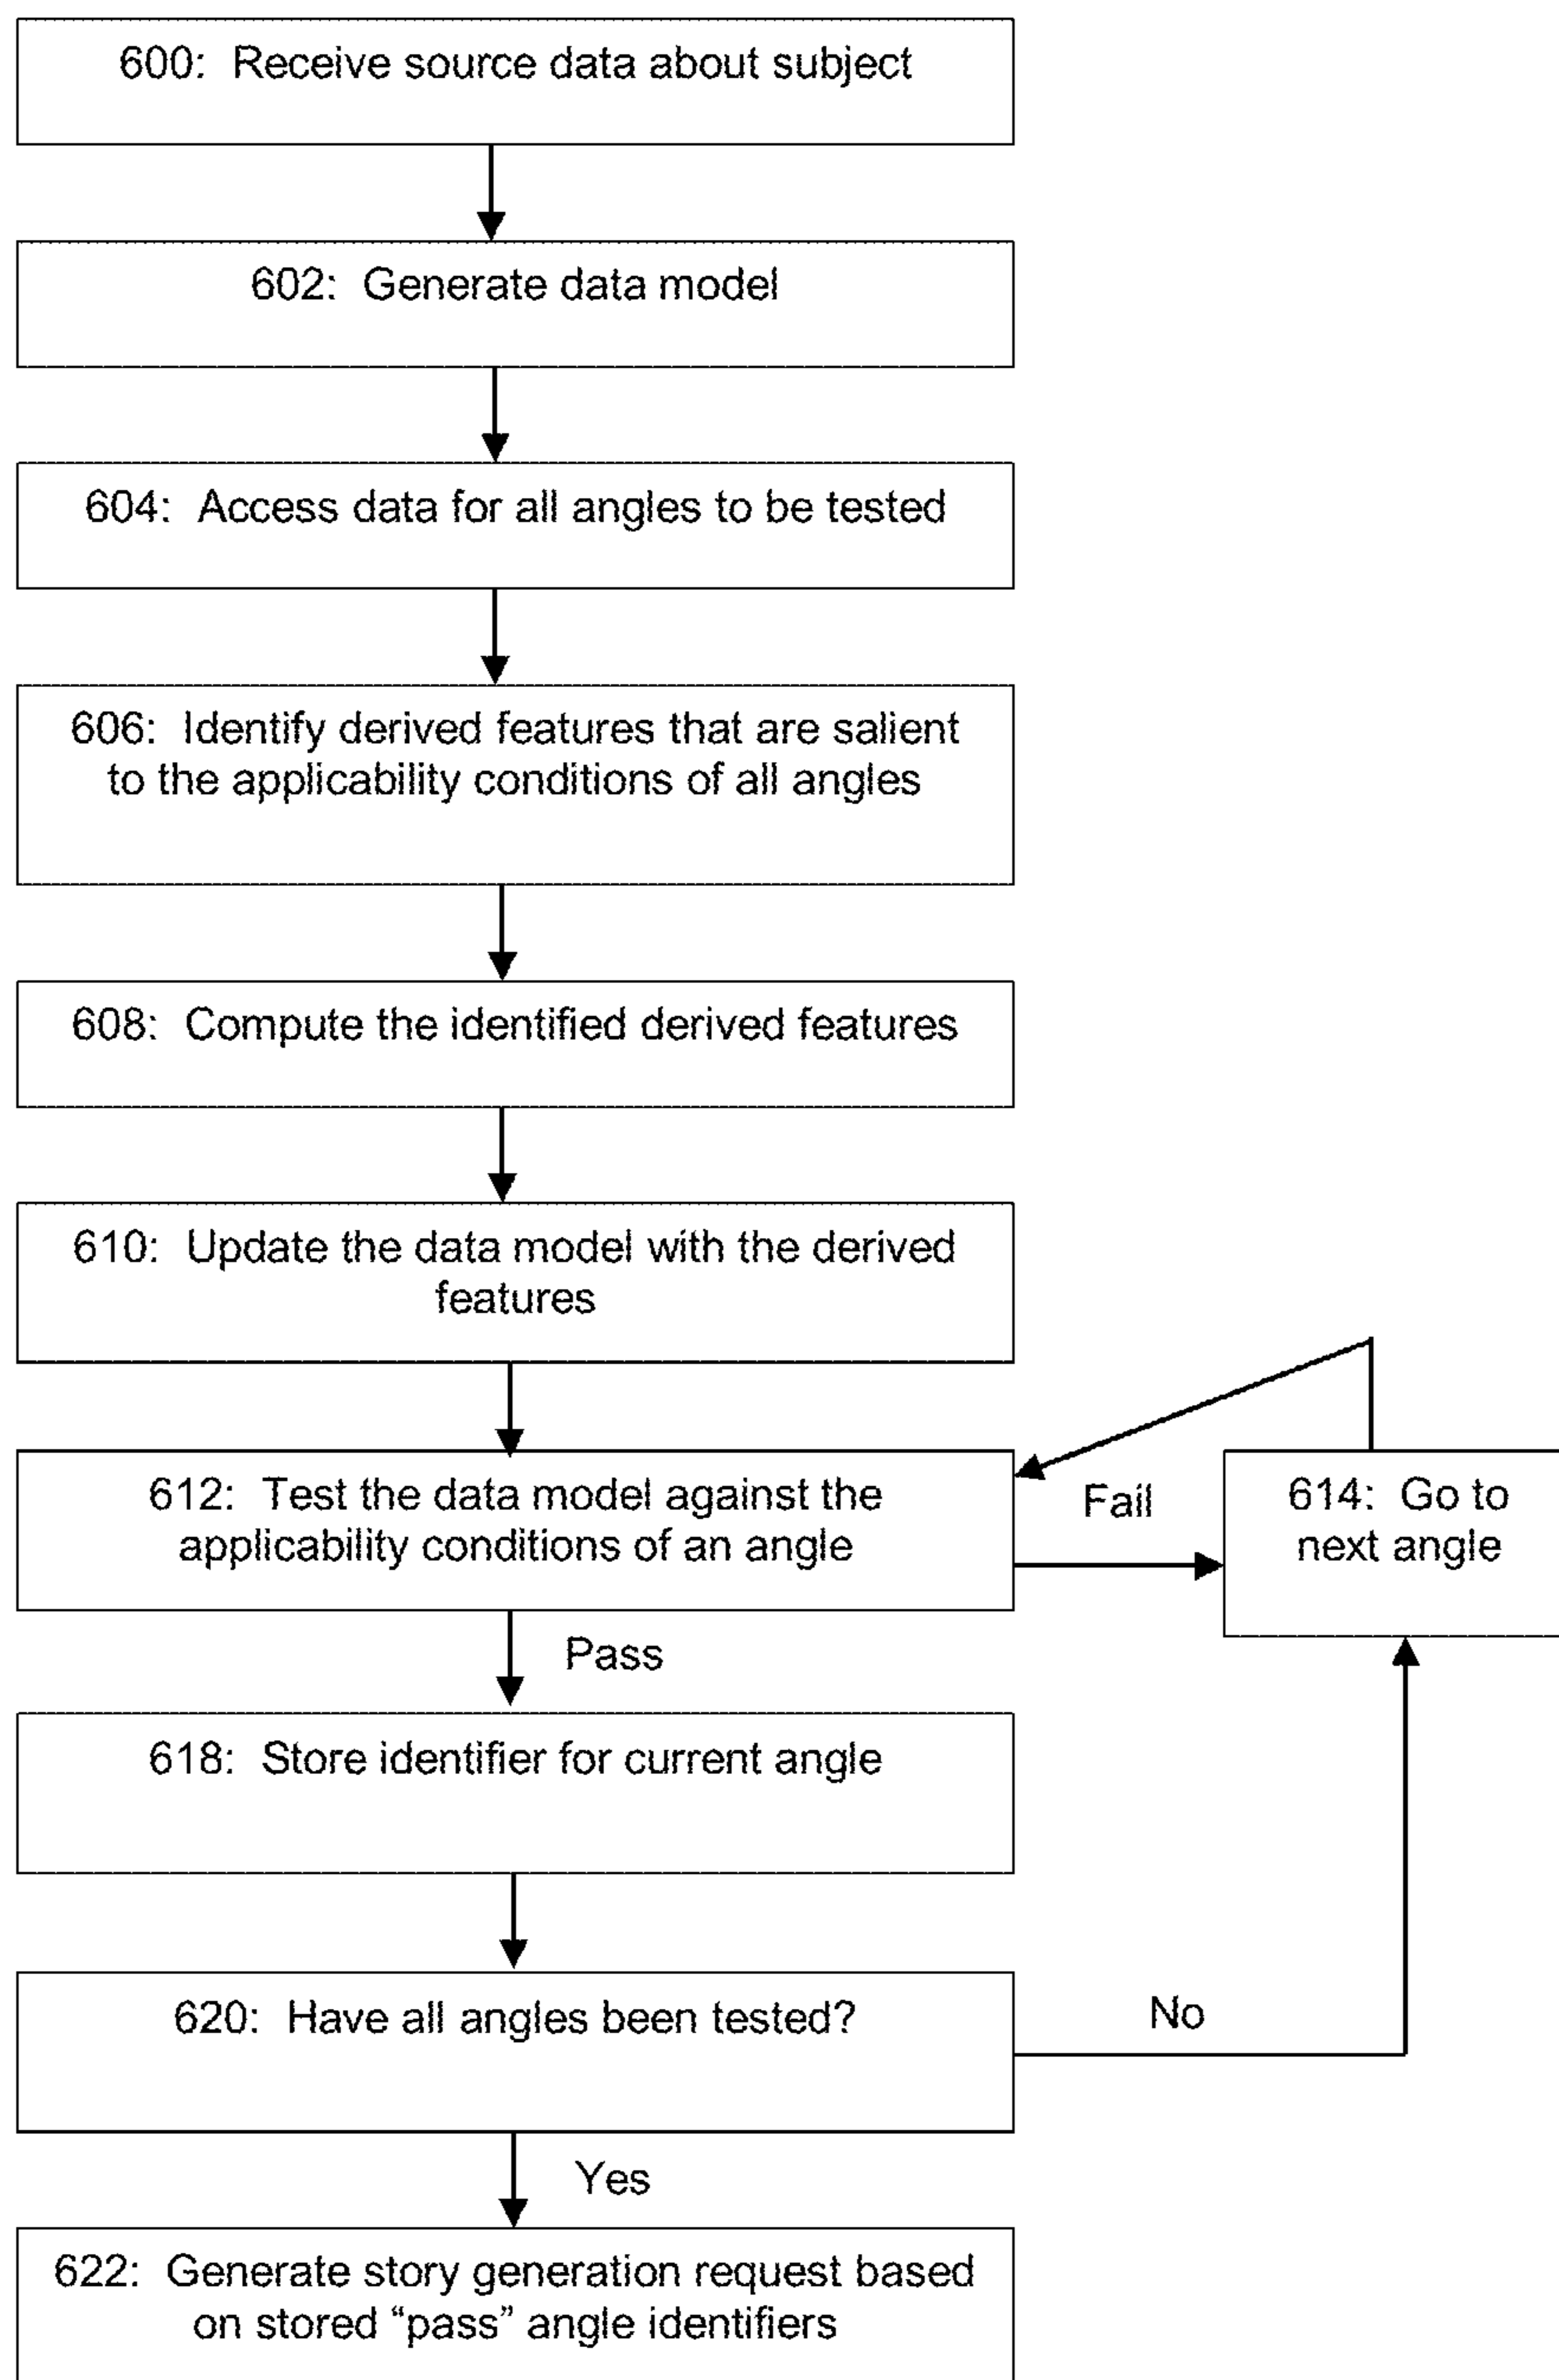 600: Receive source data about subject
602: Generate data model
604: Access data for all angles to be tested
606: Identify derived features that are salient
to the applicability conditions of all angles
608: Compute the identified derived features
610: Update the data model with the derived
features
612: Test the data model against the
applicability conditions of an angle
Fail
614: Go to
next angle
Pass
618: Store identifier for current angle
620: Have all angles been tested?
No
Yes
622: Generate story generation request based
on stored “pass” angle identifiers